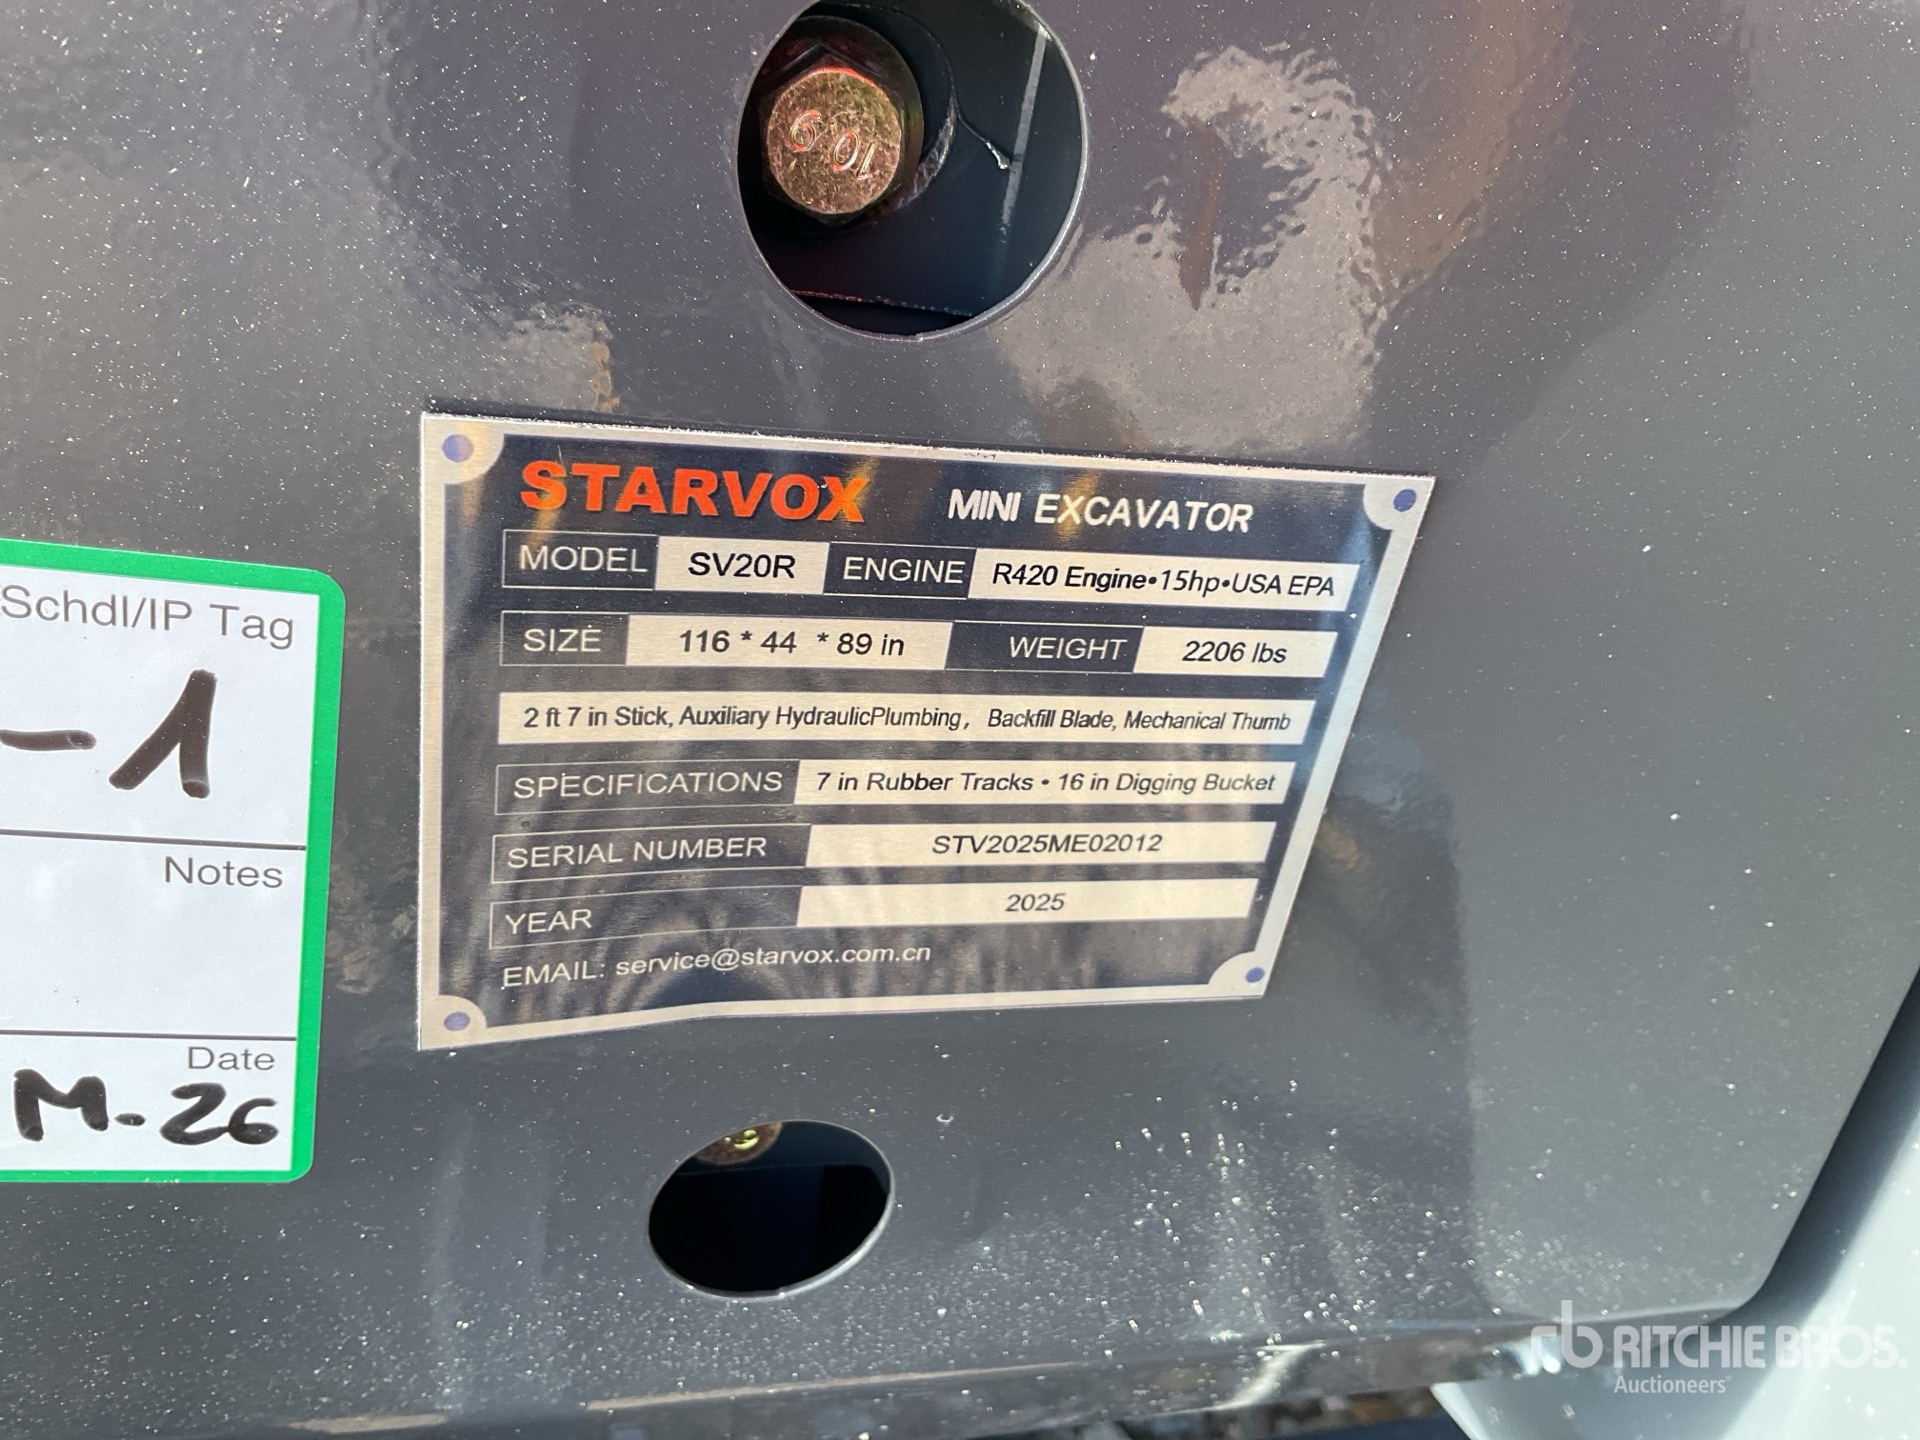 10.9
STARVOX MINI EXCAVATOR
MODEL SV20R ENGINE R420 Engine•15hp•USA EPA
SIZE 116 * 44 * 89 in WEIGHT 2206 lbs
2 ft 7 in Stick, Auxiliary HydraulicPlumbing, Backfill Blade, Mechanical Thumb
SPECIFICATIONS 7 in Rubber Tracks • 16 in Digging Bucket
SERIAL NUMBER STV2025ME02012
YEAR 2025
EMAIL: service@starvox.com.cn
Schdl/IP Tag
-1
Notes
Date
M-26
rb RITCHIE BROS.
Auctioneers